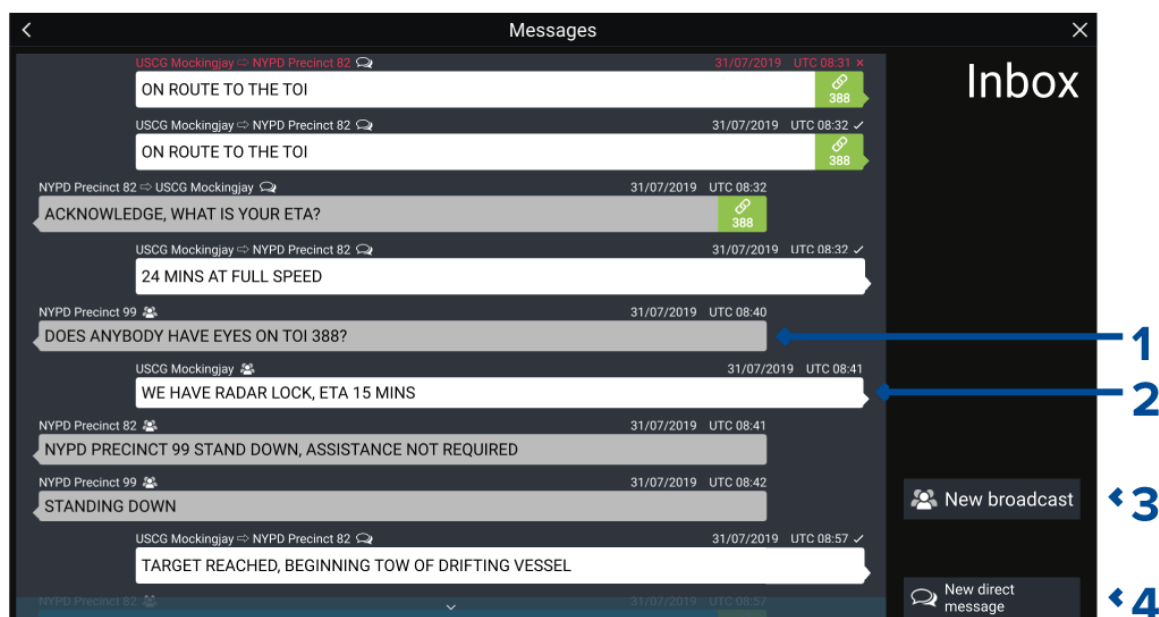 Messages
Inbox
USCG Mockingjay ⇨ NYPD Precinct 82 31/07/2019 UTC 08:31 ×
ON ROUTE TO THE TOI 388
USCG Mockingjay ⇨ NYPD Precinct 82 31/07/2019 UTC 08:32 ✓
ON ROUTE TO THE TOI 388
NYPD Precinct 82 ⇨ USCG Mockingjay 31/07/2019 UTC 08:32
ACKNOWLEDGE, WHAT IS YOUR ETA? 388
USCG Mockingjay ⇨ NYPD Precinct 82 31/07/2019 UTC 08:32 ✓
24 MINS AT FULL SPEED
NYPD Precinct 99 31/07/2019 UTC 08:40
DOES ANYBODY HAVE EYES ON TOI 388?
1
USCG Mockingjay 31/07/2019 UTC 08:41
WE HAVE RADAR LOCK, ETA 15 MINS
2
NYPD Precinct 82 31/07/2019 UTC 08:41
NYPD PRECINCT 99 STAND DOWN, ASSISTANCE NOT REQUIRED
NYPD Precinct 99 31/07/2019 UTC 08:42
STANDING DOWN
New broadcast
3
USCG Mockingjay ⇨ NYPD Precinct 82 31/07/2019 UTC 08:57 ✓
TARGET REACHED, BEGINNING TOW OF DRIFTING VESSEL
NYPD Precinct 82 31/07/2019 UTC 08:57
New direct
message
4